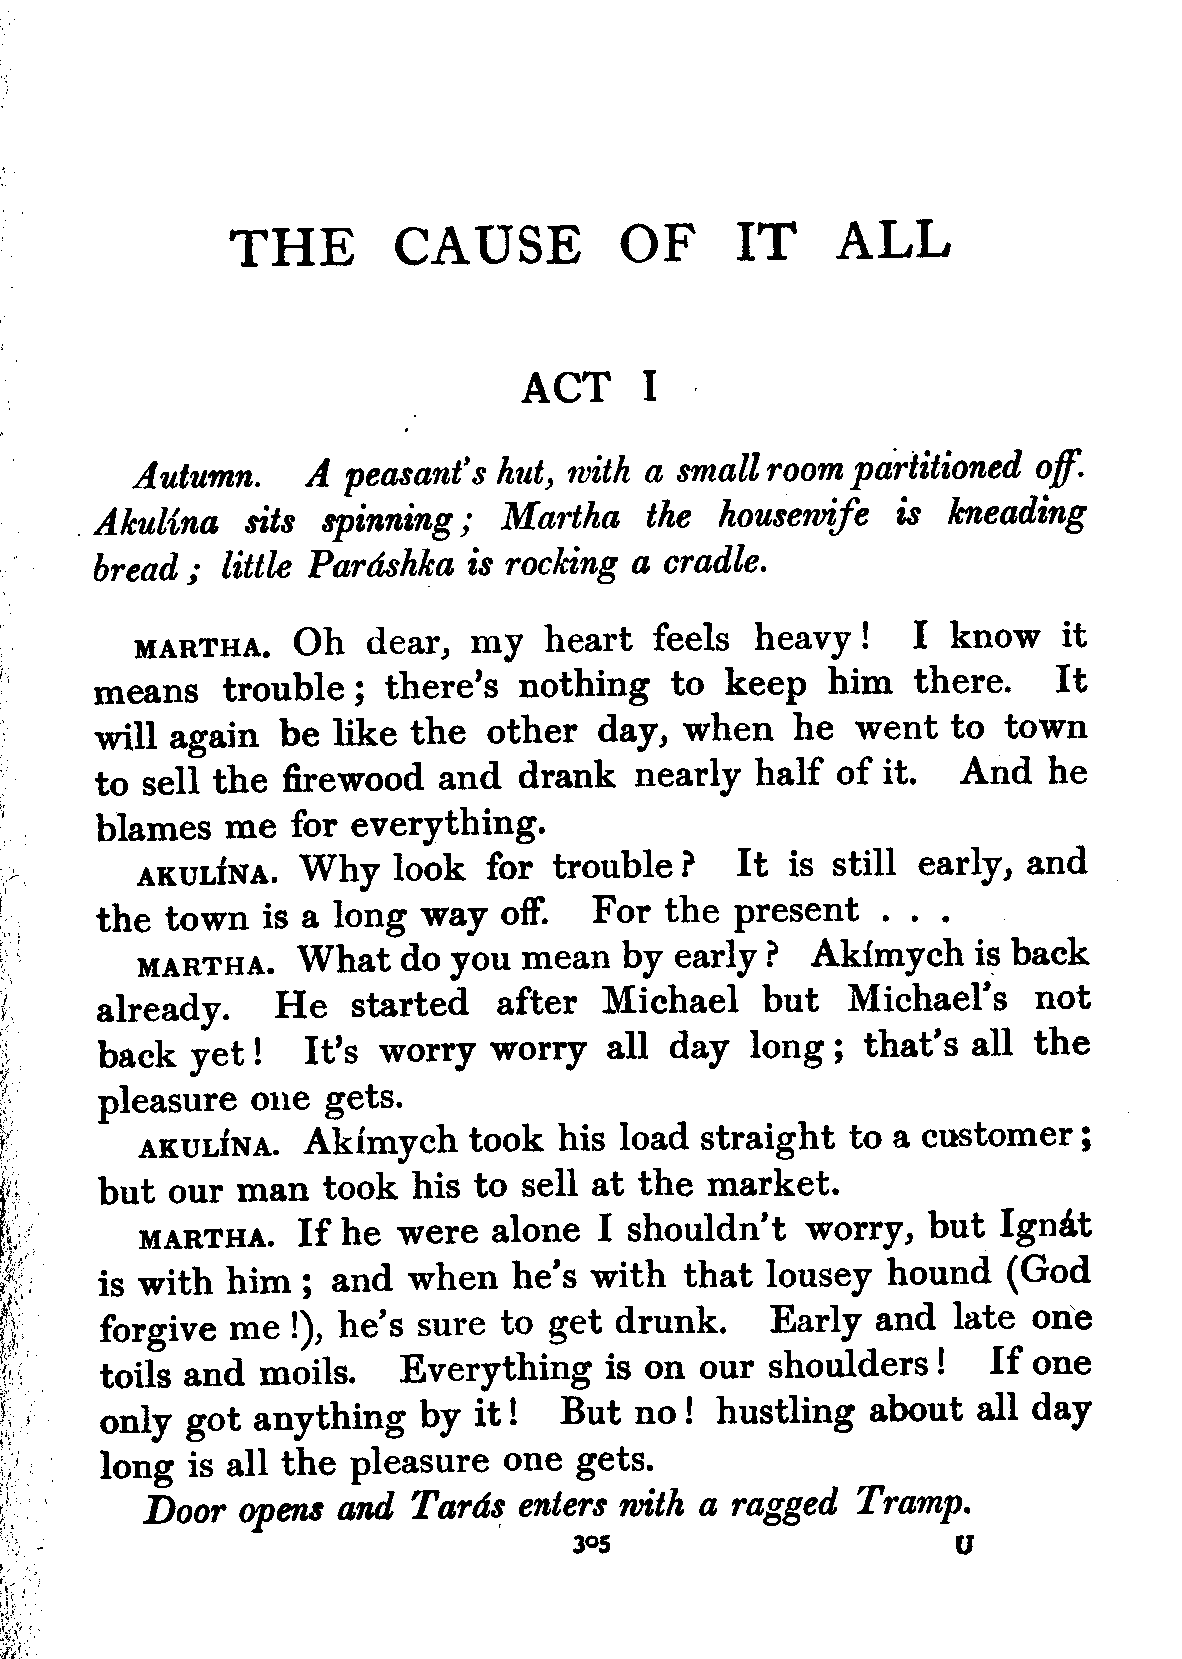 THE CAUSE OF IT ALL
ACT I
Autumn. A peasant's hut, with a small room partitioned off.
Akulína sits spinning; Martha the housewife is kneading
bread; little Paráshka is rocking a cradle.
MARTHA. Oh dear, my heart feels heavy! I know it
means trouble; there's nothing to keep him there. It
will again be like the other day, when he went to town
to sell the firewood and drank nearly half of it. And he
blames me for everything.
AKULÍNA. Why look for trouble? It is still early, and
the town is a long way off. For the present . . .
MARTHA. What do you mean by early? Akímych is back
already. He started after Michael but Michael's not
back yet! It's worry worry all day long; that's all the
pleasure one gets.
AKULÍNA. Akímych took his load straight to a customer;
but our man took his to sell at the market.
MARTHA. If he were alone I shouldn't worry, but Ignát
is with him; and when he's with that lousey hound (God
forgive me!), he's sure to get drunk. Early and late one
toils and moils. Everything is on our shoulders! If one
only got anything by it! But no! hustling about all day
long is all the pleasure one gets.
Door opens and Tarás enters with a ragged Tramp.
305 U